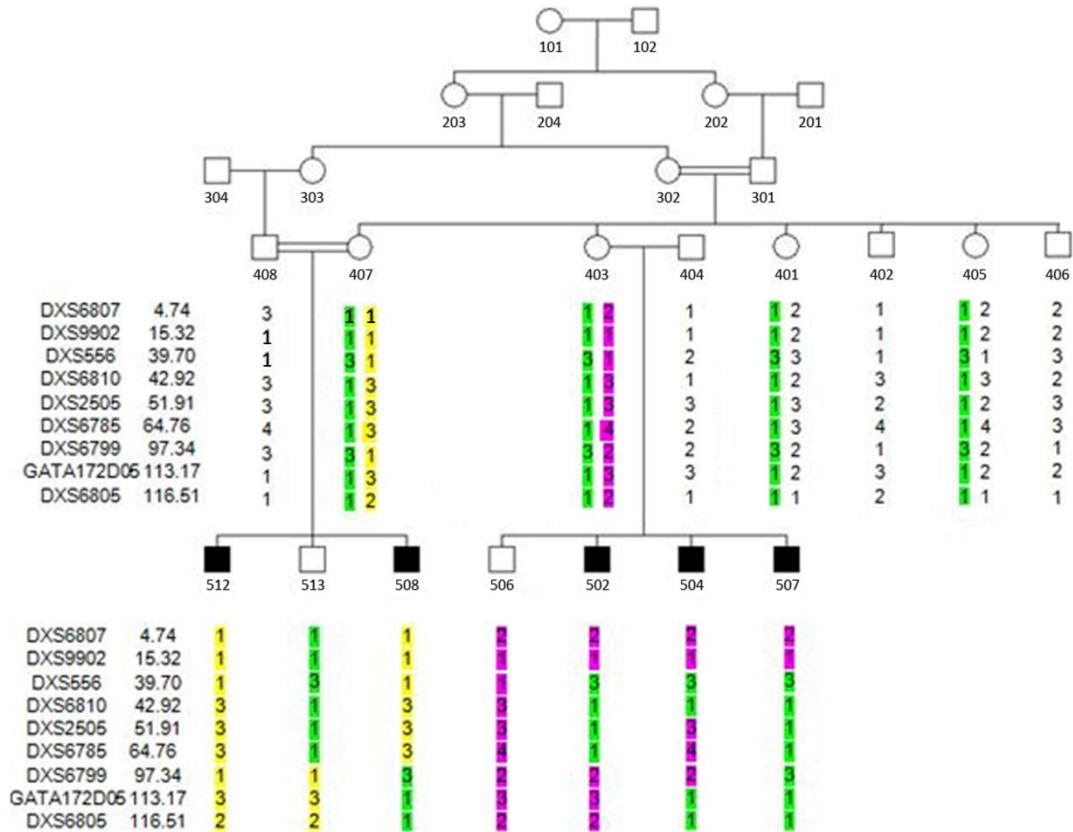 101 102
203 204 202 201
304 303 302 301
408 407 403 404 401 402 405 406
DXS6807 4.74 3 1 1 1 2 1 1 2 1 1 2 2
DXS9902 15.32 1 1 1 1 1 1 1 2 1 1 2 2
DXS556 39.70 1 3 1 3 1 2 3 3 1 3 1 3
DXS6810 42.92 3 1 3 1 3 1 1 2 3 1 3 2
DXS2505 51.91 3 1 3 1 3 3 1 3 2 1 2 3
DXS6785 64.76 4 1 3 1 4 2 1 3 4 1 4 3
DXS6799 97.34 3 3 1 3 2 2 3 2 1 3 2 1
GATA172D05 113.17 1 1 3 1 3 3 1 2 3 1 2 2
DXS6805 116.51 1 1 2 1 2 1 1 1 2 1 1 1
512 513 508 506 502 504 507
DXS6807 4.74 1 1 1 2 2 2 2
DXS9902 15.32 1 1 1 1 1 1 1
DXS556 39.70 1 3 1 1 3 3 3
DXS6810 42.92 3 1 3 3 1 1 1
DXS2505 51.91 3 1 3 3 1 3 1
DXS6785 64.76 3 1 3 4 1 4 1
DXS6799 97.34 1 1 3 2 2 2 3
GATA172D05 113.17 3 3 1 3 3 1 1
DXS6805 116.51 2 2 1 2 2 1 1